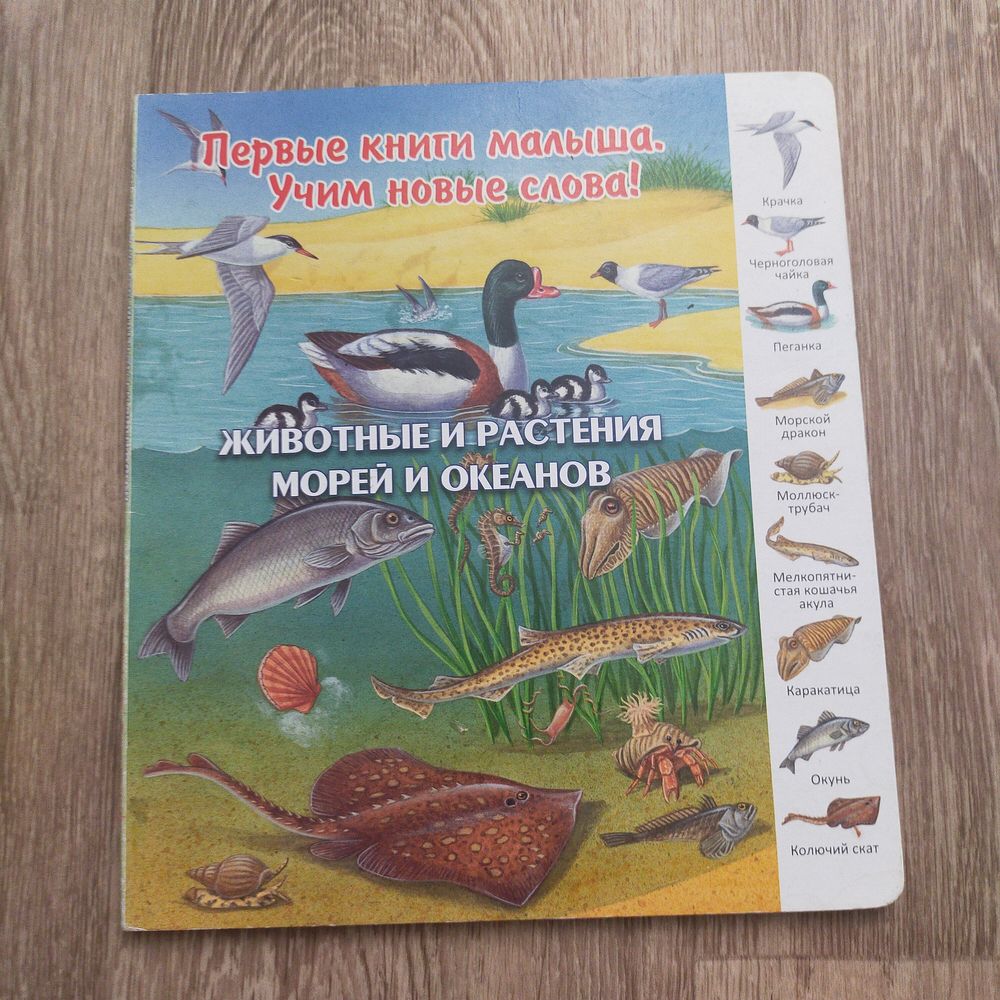 Первые книги малыша.
Учим новые слова!
ЖИВОТНЫЕ И РАСТЕНИЯ
МОРЕЙ И ОКЕАНОВ
Крачка
Черноголовая
чайка
Пеганка
Морской
дракон
Моллюск-
трубач
Мелкопятни-
стая кошачья
акула
Каракатица
Окунь
Колючий скат